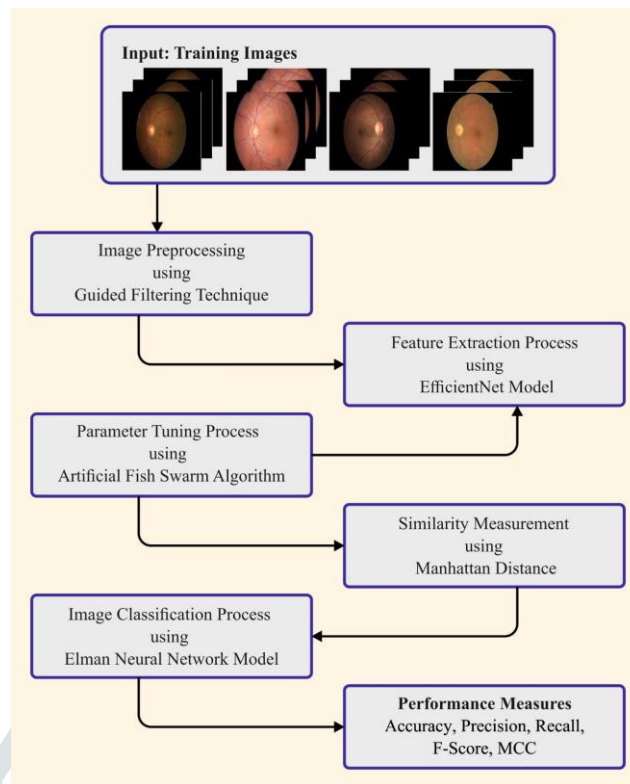 Input: Training Images
Image Preprocessing
using
Guided Filtering Technique
Feature Extraction Process
using
EfficientNet Model
Parameter Tuning Process
using
Artificial Fish Swarm Algorithm
Similarity Measurement
using
Manhattan Distance
Image Classification Process
using
Elman Neural Network Model
Performance Measures
Accuracy, Precision, Recall,
F-Score, MCC